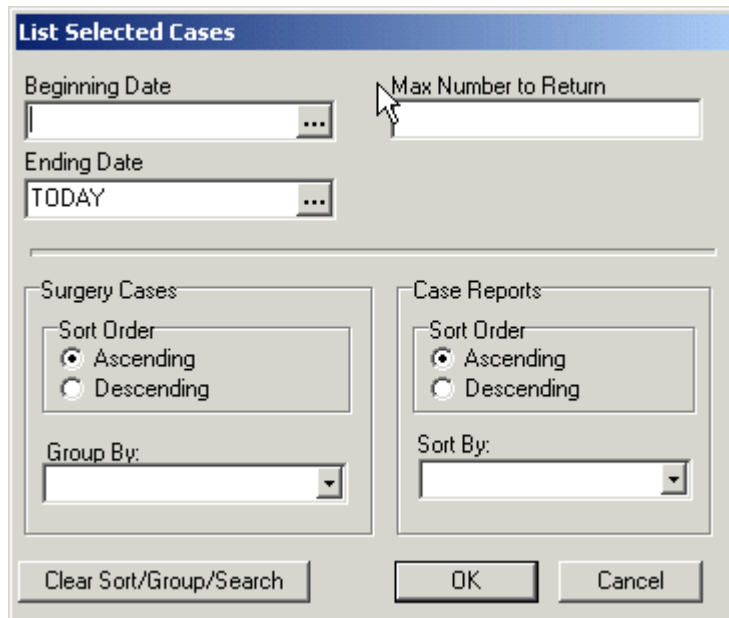 List Selected Cases
Beginning Date
Max Number to Return
...
Ending Date
TODAY
...
Surgery Cases
Case Reports
Sort Order
Sort Order
Ascending
Ascending
Descending
Descending
Group By:
Sort By:
Clear Sort/Group/Search
OK
Cancel